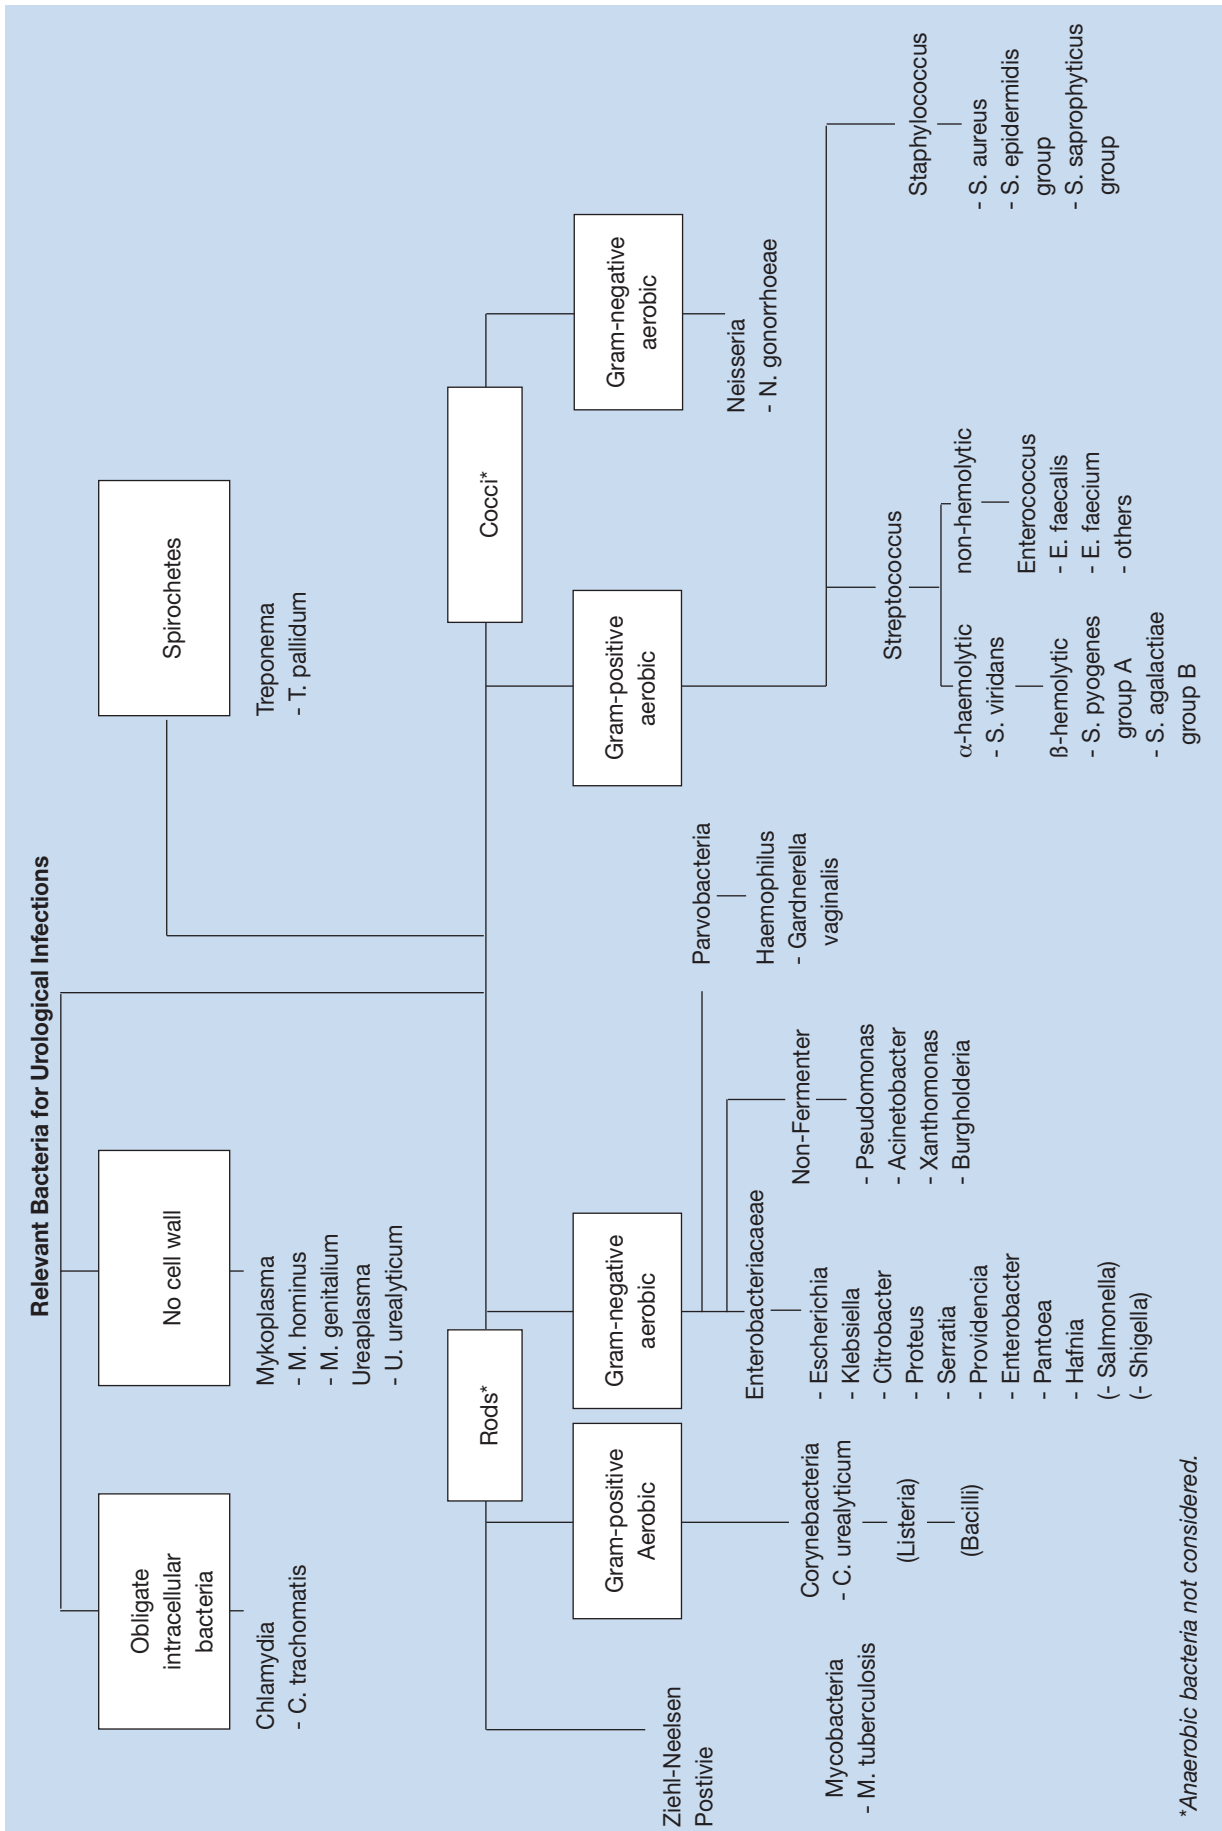 Relevant Bacteria for Urological Infections
Obligate
intracellular
bacteria
Chlamydia
- C. trachomatis
No cell wall
Mykoplasma
- M. hominus
- M. genitalium
Ureaplasma
- U. urealyticum
Spirochetes
Treponema
- T. pallidum
Rods*
Ziehl-Neelsen
Postivie
Mycobacteria
- M. tuberculosis
Gram-positive
Aerobic
Corynebacteria
- C. urealyticum
(Listeria)
(Bacilli)
Gram-negative
aerobic
Enterobacteriacaeae
- Escherichia
- Klebsiella
- Citrobacter
- Proteus
- Serratia
- Providencia
- Enterobacter
- Pantoea
- Hafnia
(- Salmonella)
(- Shigella)
Non-Fermenter
- Pseudomonas
- Acinetobacter
- Xanthomonas
- Burgholderia
Parvobacteria
Haemophilus
- Gardnerella
vaginalis
Cocci*
Gram-positive
aerobic
Streptococcus
α-haemolytic
- S. viridans
ß-hemolytic
- S. pyogenes
group A
- S. agalactiae
group B
non-hemolytic
Enterococcus
- E. faecalis
- E. faecium
- others
Staphylococcus
- S. aureus
- S. epidermidis
group
- S. saprophyticus
group
Gram-negative
aerobic
Neisseria
- N. gonorrhoeae
*Anaerobic bacteria not considered.